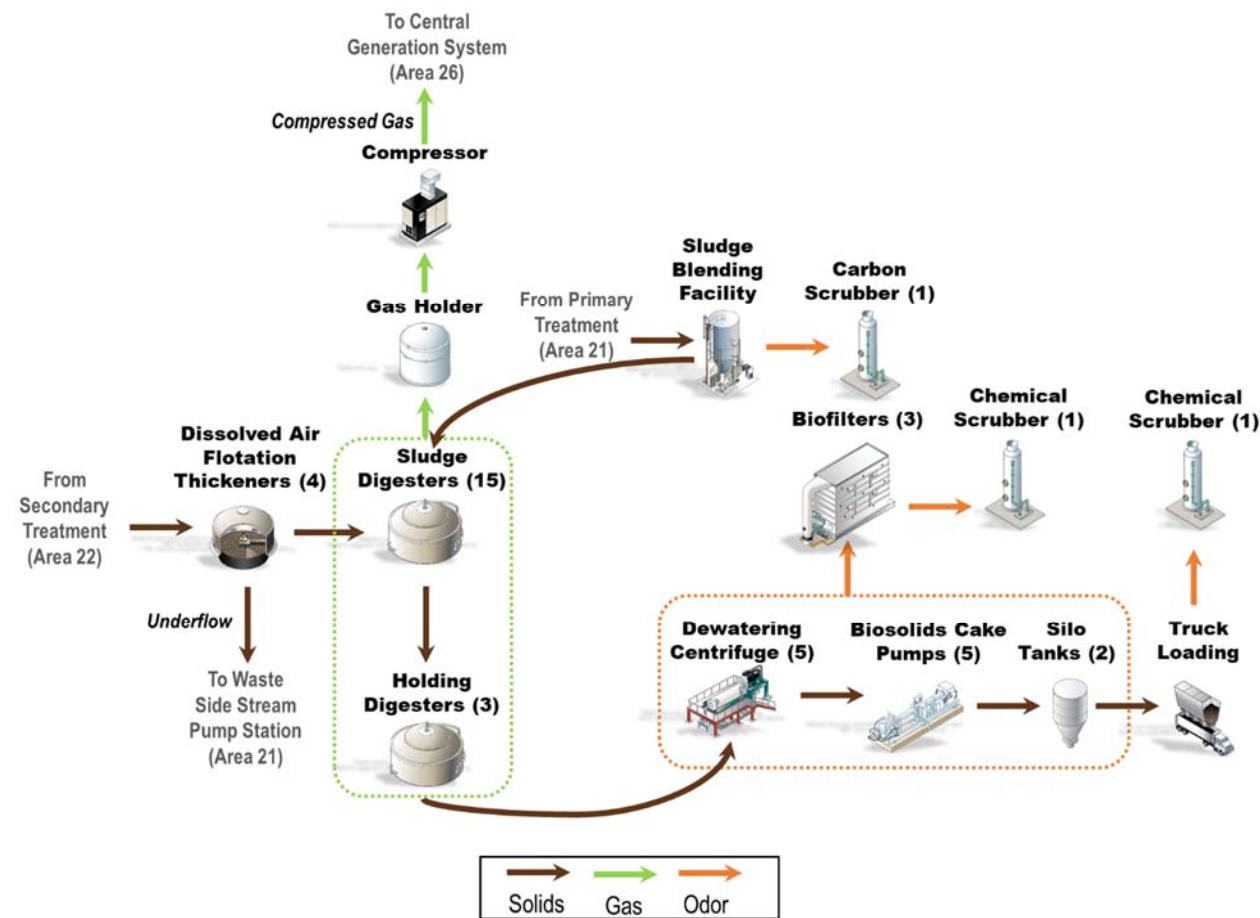 To Central
Generation System
(Area 26)
Compressed Gas
Compressor
Gas Holder
Sludge
Blending
Facility
Carbon
Scrubber (1)
From Primary
Treatment
(Area 21)
Biofilters (3)
Chemical
Scrubber (1)
Chemical
Scrubber (1)
Dissolved Air
Flotation
Thickeners (4)
Sludge
Digesters (15)
From
Secondary
Treatment
(Area 22)
Underflow
To Waste
Side Stream
Pump Station
(Area 21)
Holding
Digesters (3)
Dewatering
Centrifuge (5)
Biosolids Cake
Pumps (5)
Silo
Tanks (2)
Truck
Loading
Solids
Gas
Odor